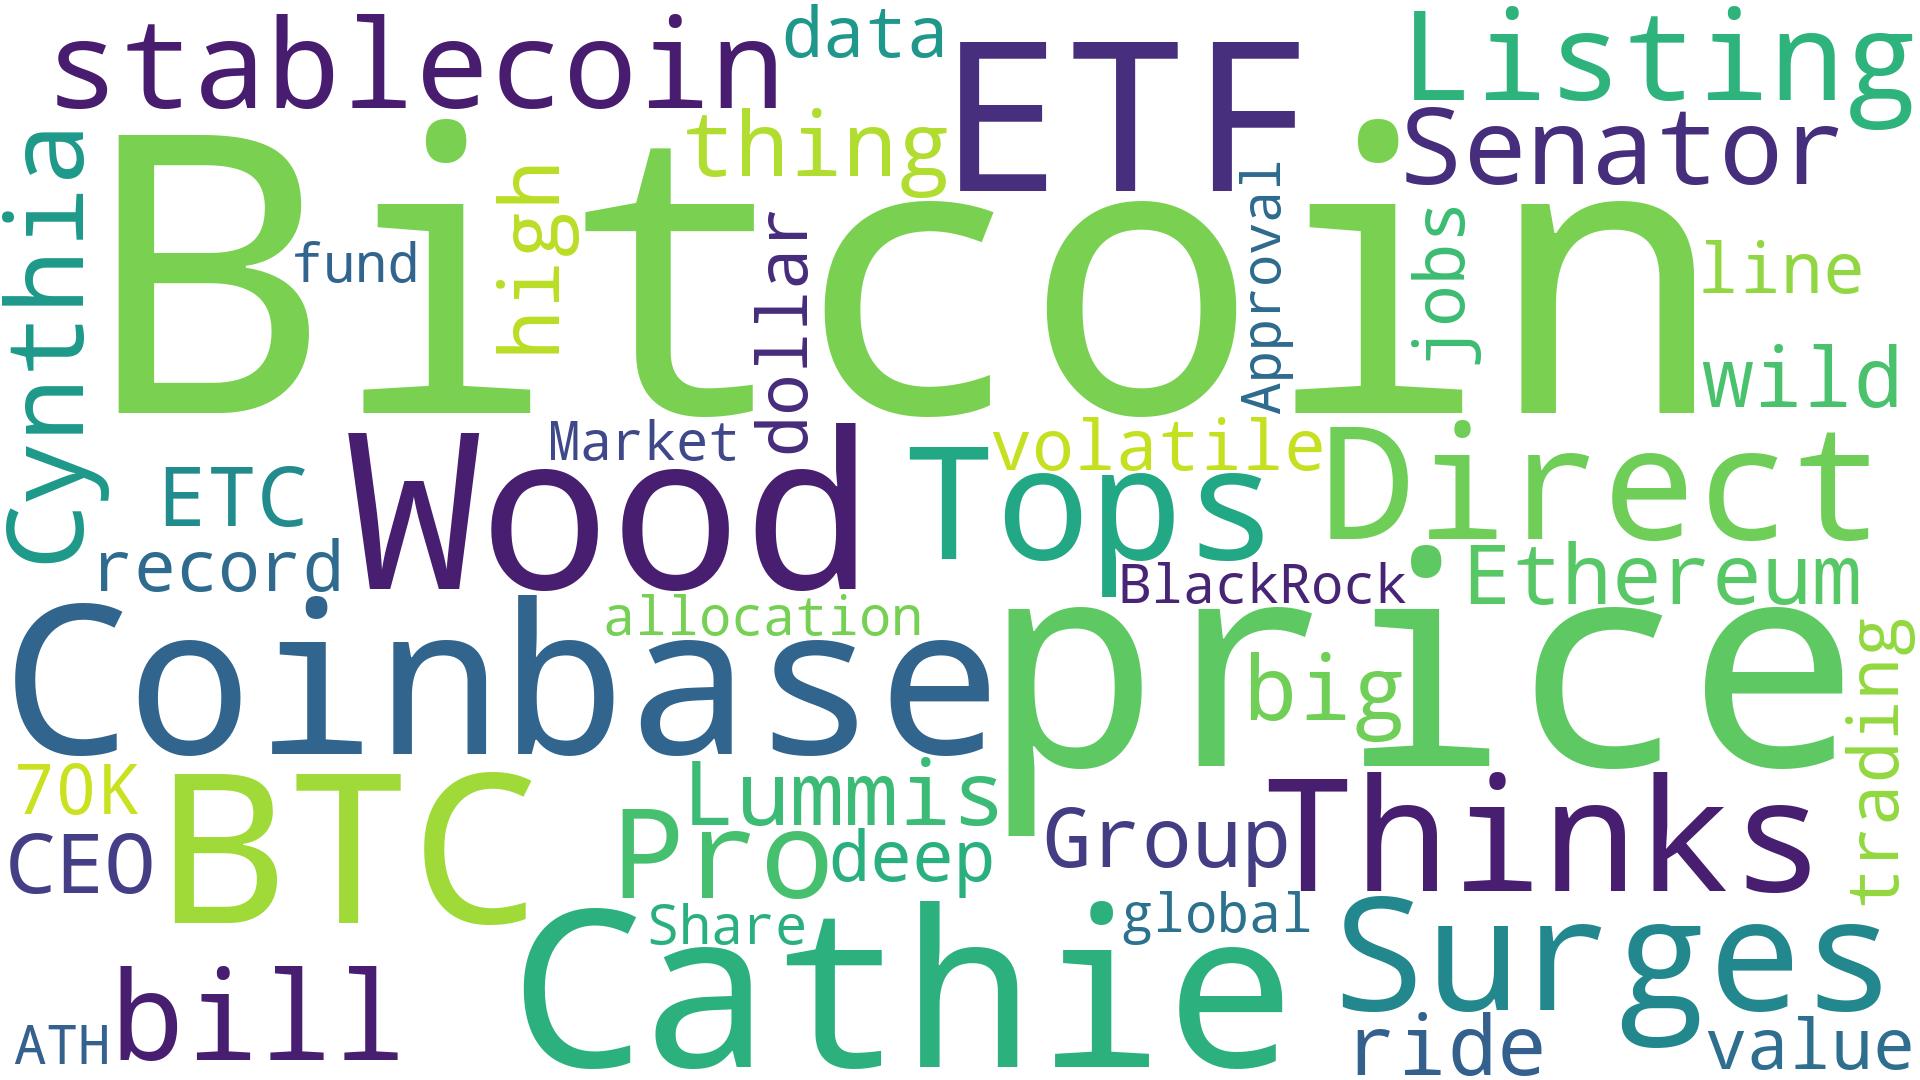 stablecoin
data
ETF
Listing
thing
Senator
Cynthia
Bitcoin
high
fund
dollar
Approval
jobs
line
wild
Market
volatile
ETC
Wood
Tops
Direct
record
BlackRock
Ethereum
Coinbase
allocation
price
big
trading
70K
BTC
Lummis
CEO
Pro
deep
Group
Thinks
Share
global
Cathie
Surges
bill
ATH
ride
value